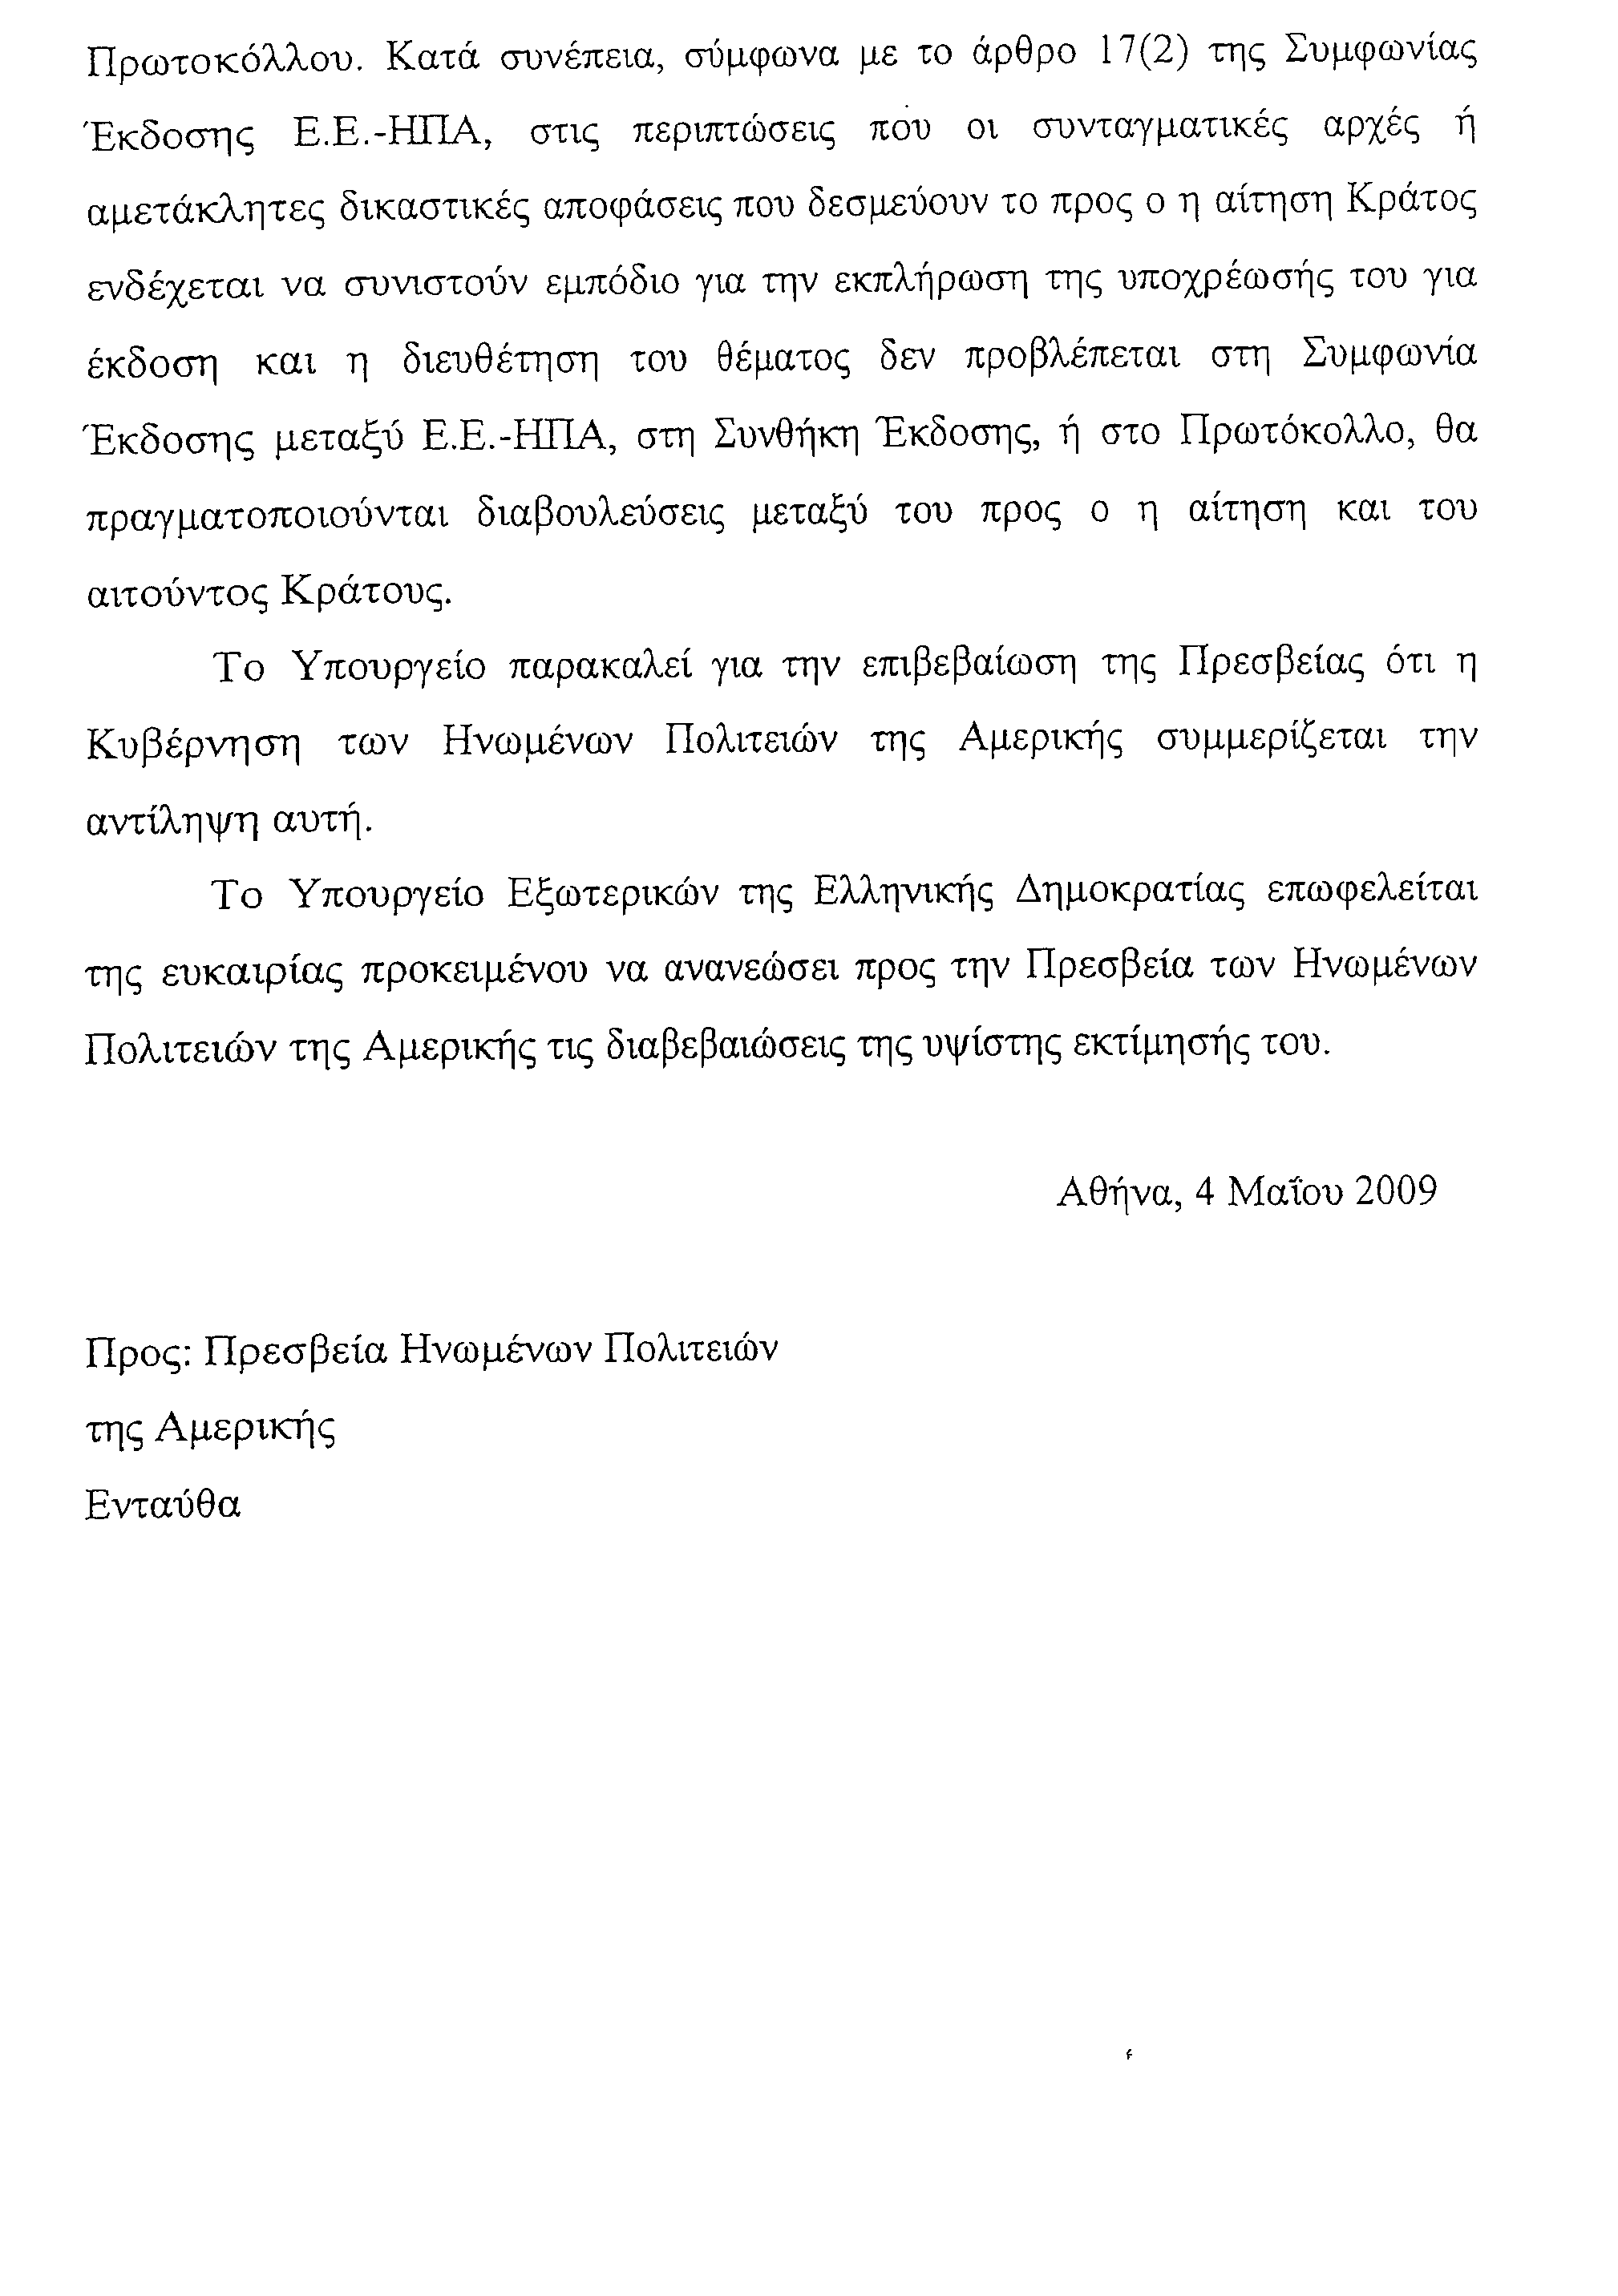 Πρωτοκόλλου. Κατά συνέπεια, σύμφωνα με το άρθρο 17(2) της Συμφωνίας
Έκδοσης Ε.Ε.-ΗΠΑ, στις περιπτώσεις που οι συνταγματικές αρχές ή
αμετάκλητες δικαστικές αποφάσεις που δεσμεύουν το προς ο η αίτηση Κράτος
ενδέχεται να συνιστούν εμπόδιο για την εκπλήρωση της υποχρέωσής του για
έκδοση και η διευθέτηση του θέματος δεν προβλέπεται στη Συμφωνία
Έκδοσης μεταξύ Ε.Ε.-ΗΠΑ, στη Συνθήκη Έκδοσης, ή στο Πρωτόκολλο, θα
πραγματοποιούνται διαβουλεύσεις μεταξύ του προς ο η αίτηση και του
αιτούντος Κράτους.
Το Υπουργείο παρακαλεί για την επιβεβαίωση της Πρεσβείας ότι η
Κυβέρνηση των Ηνωμένων Πολιτειών της Αμερικής συμμερίζεται την
αντίληψη αυτή.
Το Υπουργείο Εξωτερικών της Ελληνικής Δημοκρατίας επωφελείται
της ευκαιρίας προκειμένου να ανανεώσει προς την Πρεσβεία των Ηνωμένων
Πολιτειών της Αμερικής τις διαβεβαιώσεις της υψίστης εκτίμησής του.
Αθήνα, 4 Μαΐου 2009
Προς: Πρεσβεία Ηνωμένων Πολιτειών
της Αμερικής
Ενταύθα